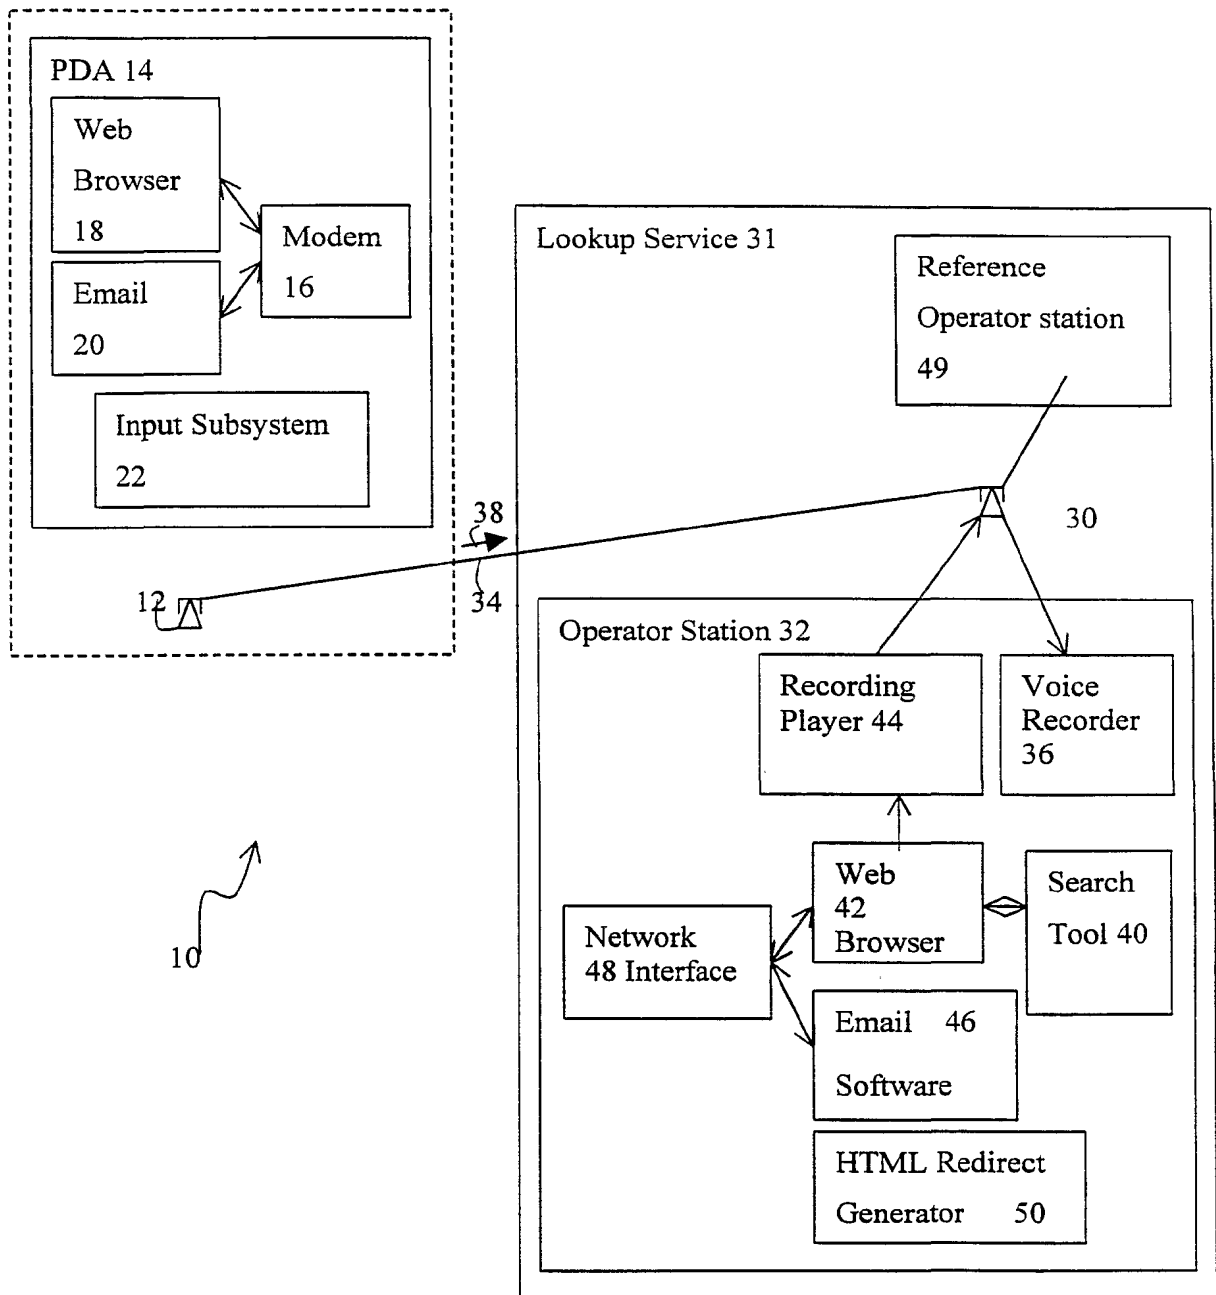 PDA 14
Web
Browser
18
Modem
16
Email
20
Input Subsystem
22
12
38
34
10
Lookup Service 31
Reference
Operator station
49
30
Operator Station 32
Recording
Player 44
Voice
Recorder
36
Web
42
Browser
Search
Tool 40
Network
48 Interface
Email 46
Software
HTML Redirect
Generator 50